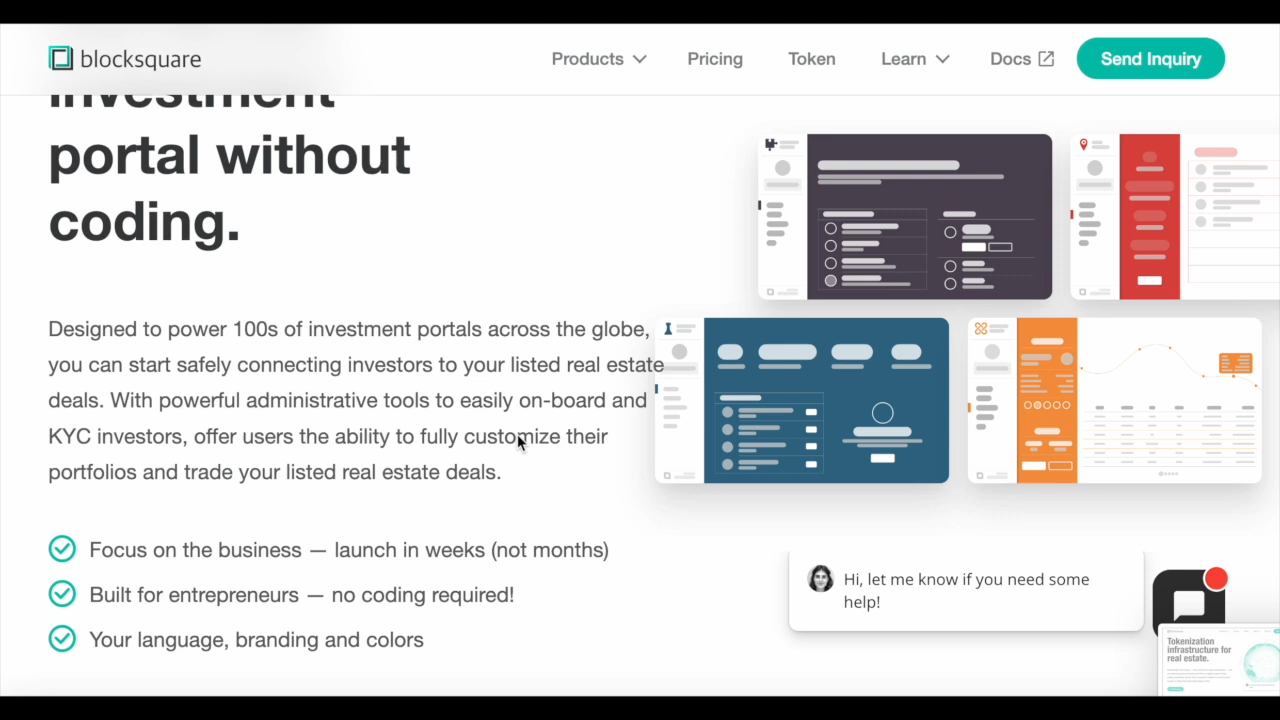 blocksquare
Products
Pricing
Token
Learn
Docs
Send Inquiry
investment
portal without
coding.
Designed to power 100s of investment portals across the globe,
you can start safely connecting investors to your listed real estate
deals. With powerful administrative tools to easily on-board and
KYC investors, offer users the ability to fully customize their
portfolios and trade your listed real estate deals.
Focus on the business — launch in weeks (not months)
Built for entrepreneurs — no coding required!
Your language, branding and colors
Hi, let me know if you need some
help!
Tokenization
infrastructure for
real estate.